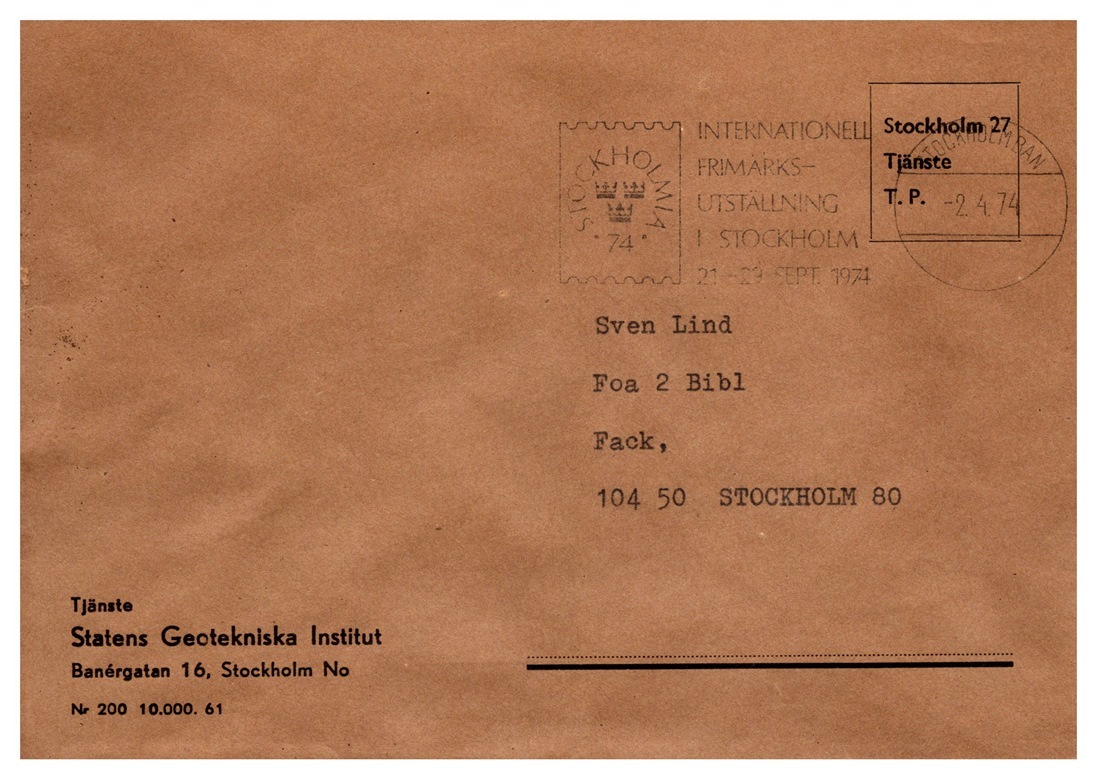 STOCKHOLMIA
74
INTERNATIONELL
FRIMÄRKS-
UTSTÄLLNING
I STOCKHOLM
21 -29 SEPT. 1974
Stockholm 27
Tjänste
T. P.
STOCKHOLM BAN
-2. 4. 74
Sven Lind
Foa 2 Bibl
Fack,
104 50 STOCKHOLM 80
Tjänste
Statens Geotekniska Institut
Banérgatan 16, Stockholm No
Nr 200 10.000. 61